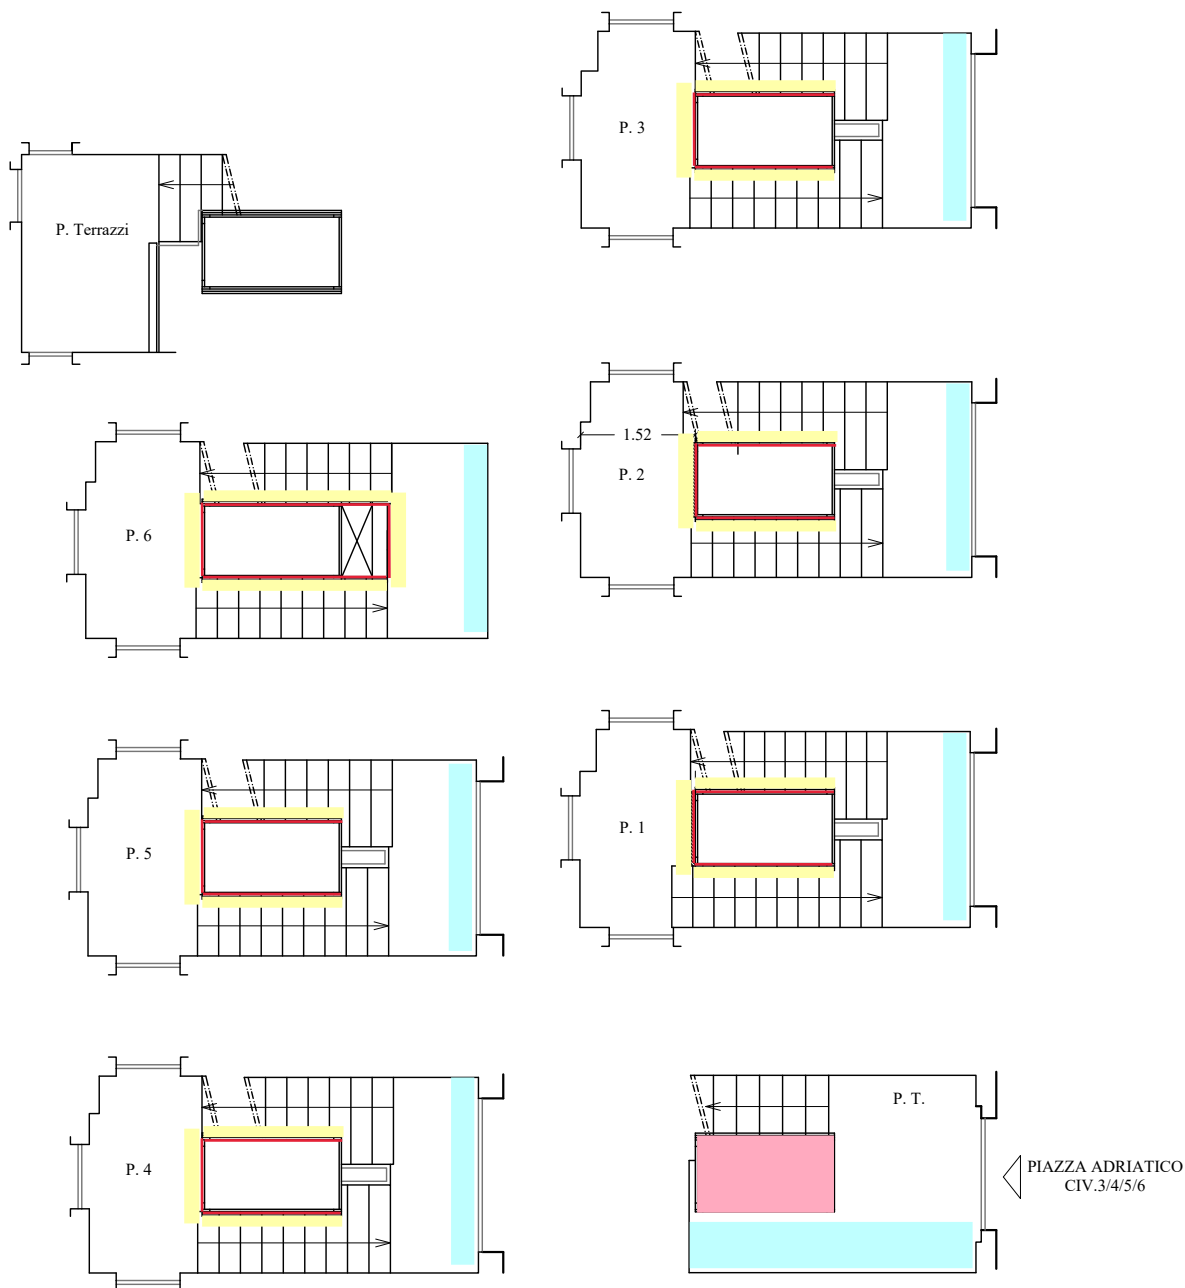 P. 3
P. Terrazzi
1.52
P. 2
P. 6
P. 1
P. 5
P. T.
P. 4
PIAZZA ADRIATICO
CIV.3/4/5/6